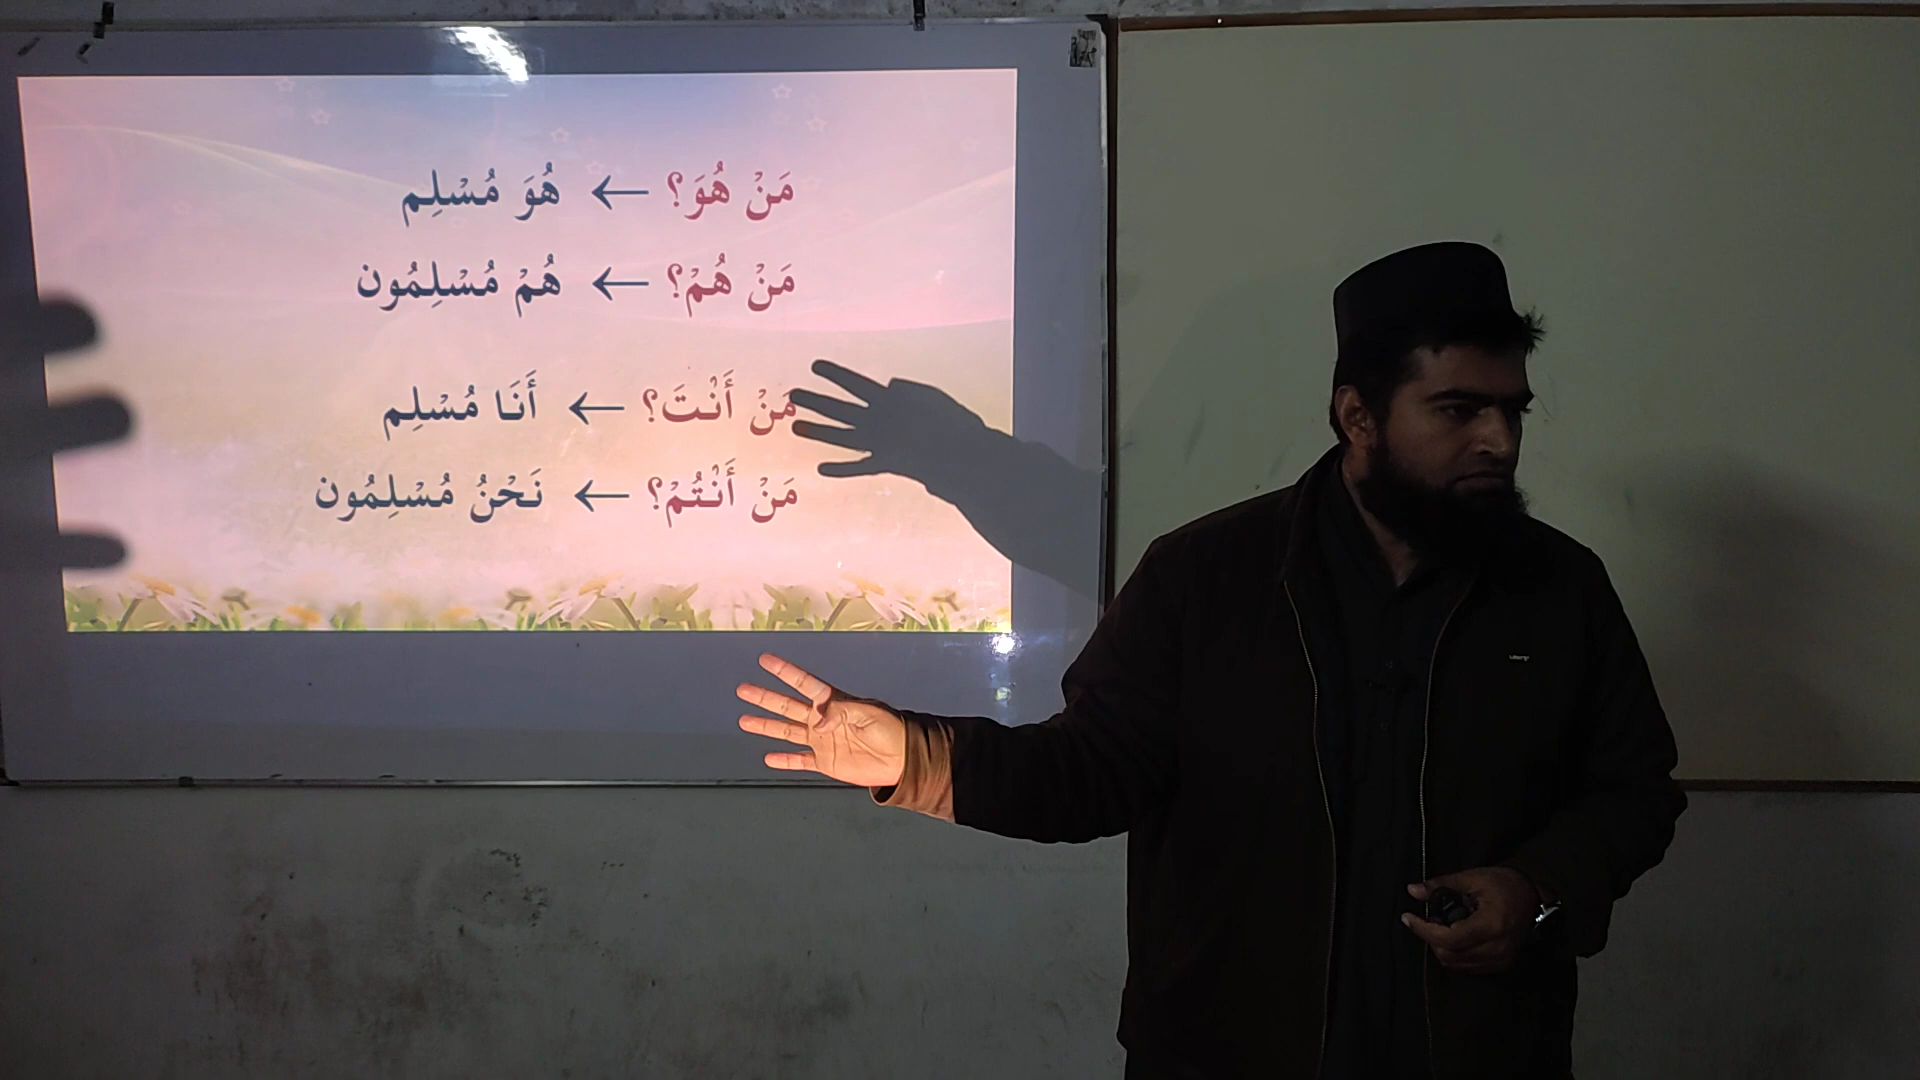 مَنْ هُوَ؟ ← هُوَ مُسْلِم
مَنْ هُمْ؟ ← هُمْ مُسْلِمُون
مَنْ أَنْتَ؟ ← أَنَا مُسْلِم
مَنْ أَنْتُمْ؟ ← نَحْنُ مُسْلِمُون